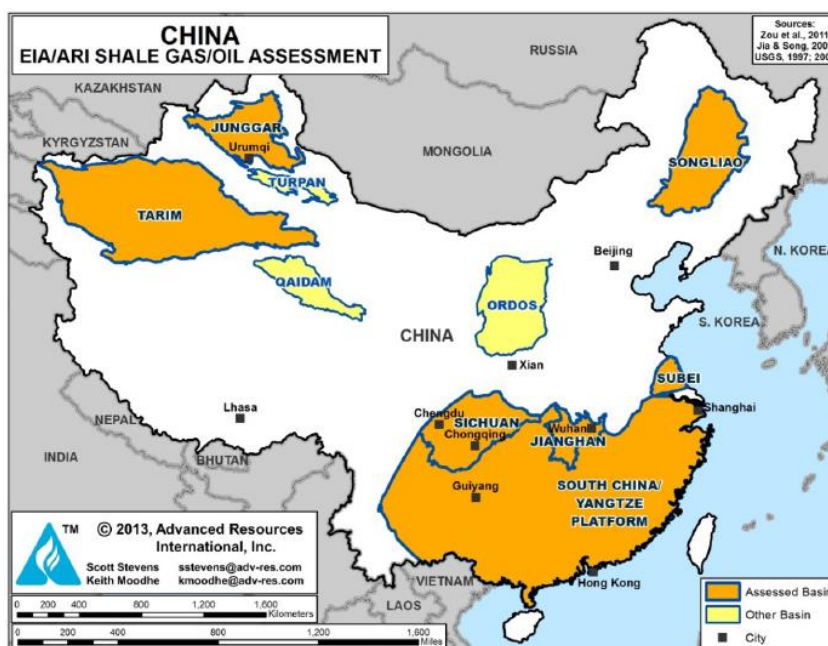 CHINA
EIA/ARI SHALE GAS/OIL ASSESSMENT
Sources:
Zou et al., 2011
Jia & Song, 200
USGS, 1997; 200
RUSSIA
KAZAKHSTAN
KYRGYZSTAN
MONGOLIA
JUNGGAR
Urumqi
TURPAN
TARIM
QAIDAM
SONGLIAO
Beijing
N. KOREA
S. KOREA
ORDOS
CHINA
Xian
SUBEI
Shanghai
Lhasa
NEPAL
BHUTAN
INDIA
Chengdu
SICHUAN
Chongqing
Wuhan
JIANGHAN
Guiyang
SOUTH CHINA/
YANGTZE
PLATFORM
Hong Kong
VIETNAM
LAOS
TM
© 2013, Advanced Resources
International, Inc.
Scott Stevens sstevens@adv-res.com
Keith Moodhe kmoodhe@adv-res.com
0 200 400 800 1,200 1,600
Kilometers
0 200 400 800 1,200 1,600
Miles
Assessed Basin
Other Basin
City